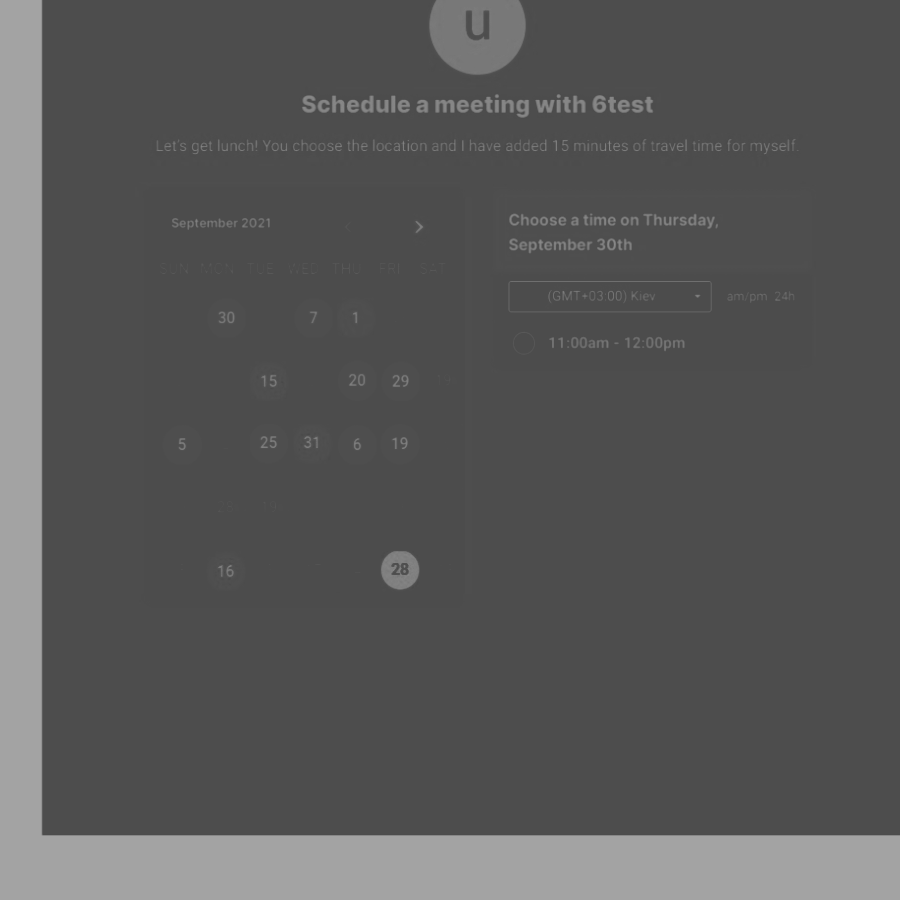 u
Schedule a meeting with 6test
Let's get lunch! You choose the location and I have added 15 minutes of travel time for myself.
September 2021
SUN MON TUE WED THU FRI SAT
30 7 1
15 20 29
5 25 31 6 19
16 28
Choose a time on Thursday,
September 30th
(GMT+03:00) Kiev am/pm 24h
11:00am - 12:00pm